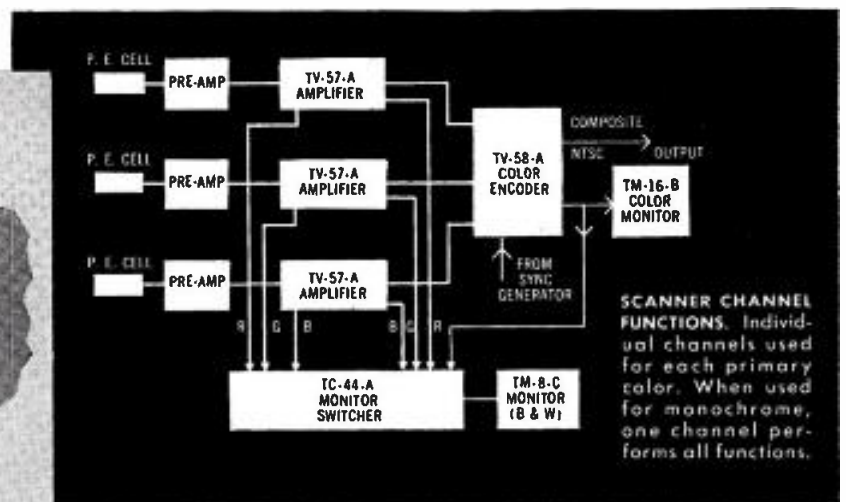 P. E. CELL
PRE-AMP
TV-57-A
AMPLIFIER
P. E. CELL
PRE-AMP
TV-57-A
AMPLIFIER
P. E. CELL
PRE-AMP
TV-57-A
AMPLIFIER
TV-58-A
COLOR
ENCODER
COMPOSITE
NTSC
OUTPUT
TM-16-B
COLOR
MONITOR
FROM
SYNC
GENERATOR
R G B B G R
TC-44-A
MONITOR
SWITCHER
TM-8-C
MONITOR
(B & W)
SCANNER CHANNEL
FUNCTIONS. Individ-
ual channels used
for each primary
color. When used
for monochrome,
one channel per-
forms all functions.